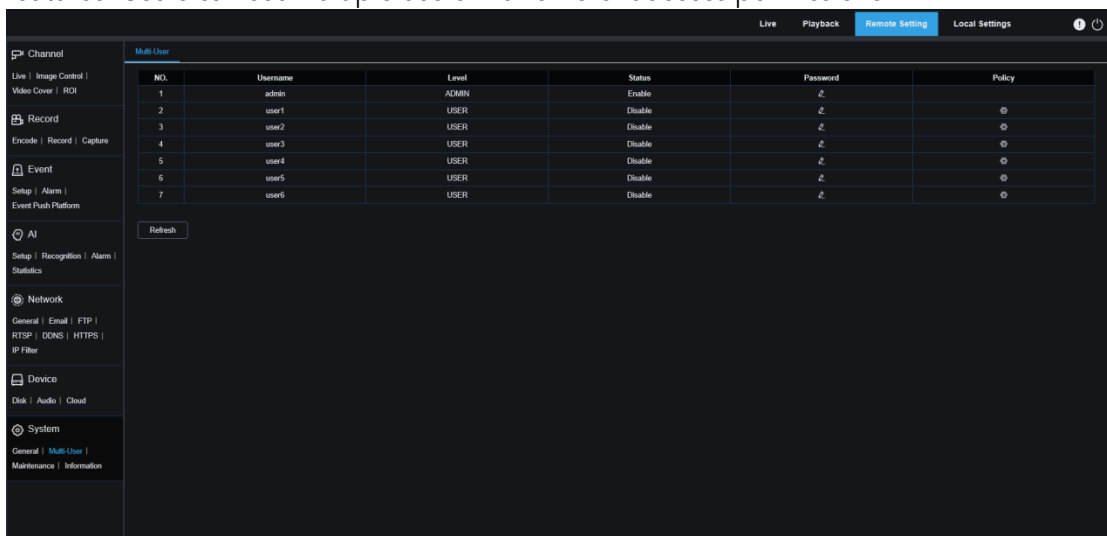 Live Playback Remote Setting Local Settings
Channel
Live | Image Control |
Video Cover | ROI
Record
Encode | Record | Capture
Event
Setup | Alarm |
Event Push Platform
AI
Setup | Recognition | Alarm |
Statistics
Network
General | Email | FTP |
RTSP | DDNS | HTTPS |
IP Filter
Device
Disk | Audio | Cloud
System
General | Multi-User |
Maintenance | Information
Multi-User
NO. Username Level Status Password Policy
1 admin ADMIN Enable
2 user1 USER Disable
3 user2 USER Disable
4 user3 USER Disable
5 user4 USER Disable
6 user5 USER Disable
7 user6 USER Disable
Refresh